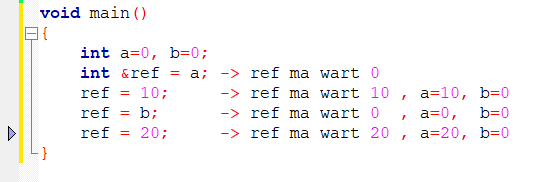 void main()
{
int a=0, b=0;
int &ref = a; -> ref ma wart 0
ref = 10; -> ref ma wart 10 , a=10, b=0
ref = b; -> ref ma wart 0 , a=0, b=0
ref = 20; -> ref ma wart 20 , a=20, b=0
}